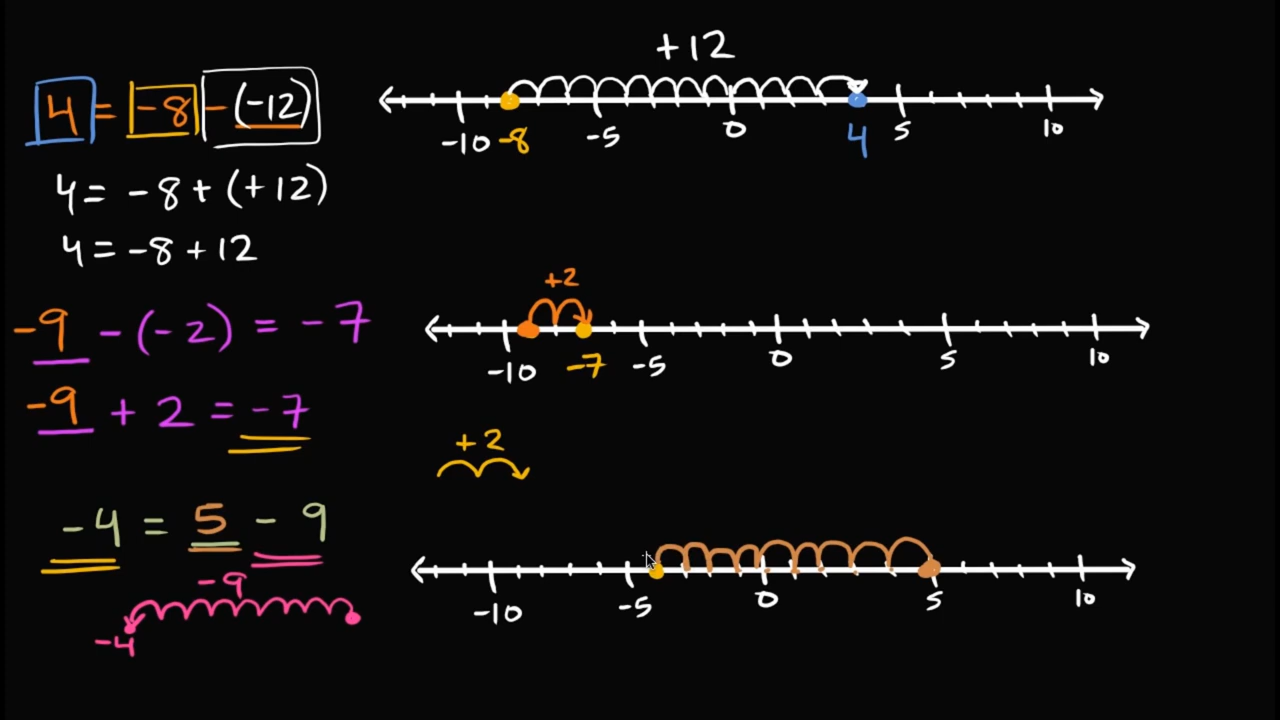 +12
4 = -8 - (-12)
-10 -8 -5 0 4 5 10
4 = -8 + (+12)
4 = -8 + 12
+2
-9 - (-2) = -7
-10 -7 -5 0 5 10
-9 + 2 = -7
+2
-4 = 5 - 9
-9
-10 -5 0 5 10
-4